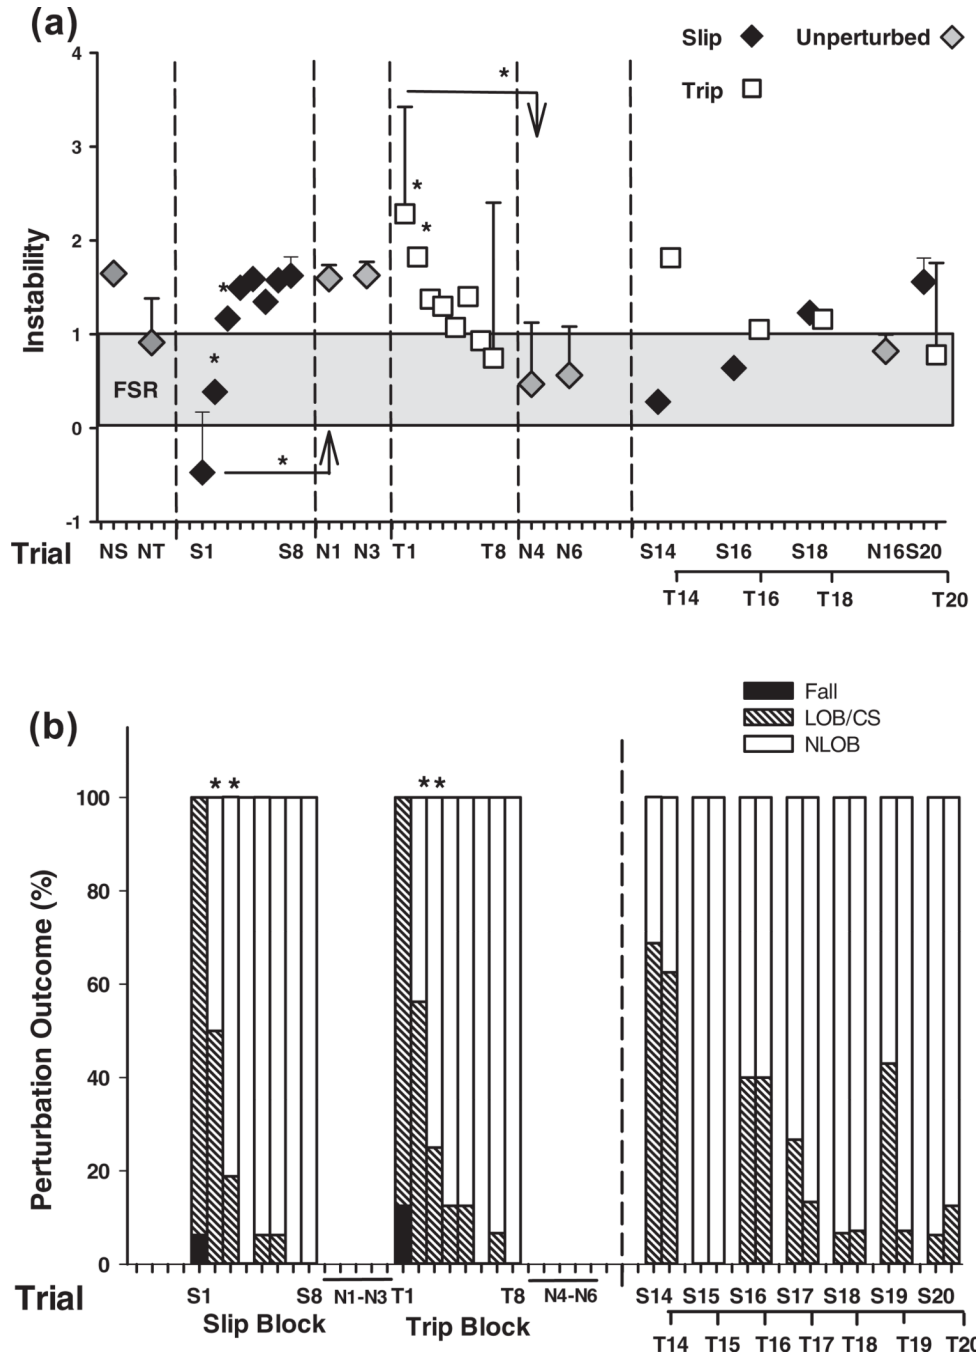 (a)
Slip Unperturbed
Trip
4
3
2
1
0
-1
Instability
FSR
*
*
*
*
*
*
Trial NS NT S1 S8 N1 N3 T1 T8 N4 N6 S14 S16 S18 N16 S20
T14 T16 T18 T20
(b)
Fall
LOB/CS
NLOB
* * * *
100
80
60
40
20
0
Perturbation Outcome (%)
Trial S1 S8 N1-N3 T1 T8 N4-N6 S14 S15 S16 S17 S18 S19 S20
Slip Block Trip Block
T14 T15 T16 T17 T18 T19 T20